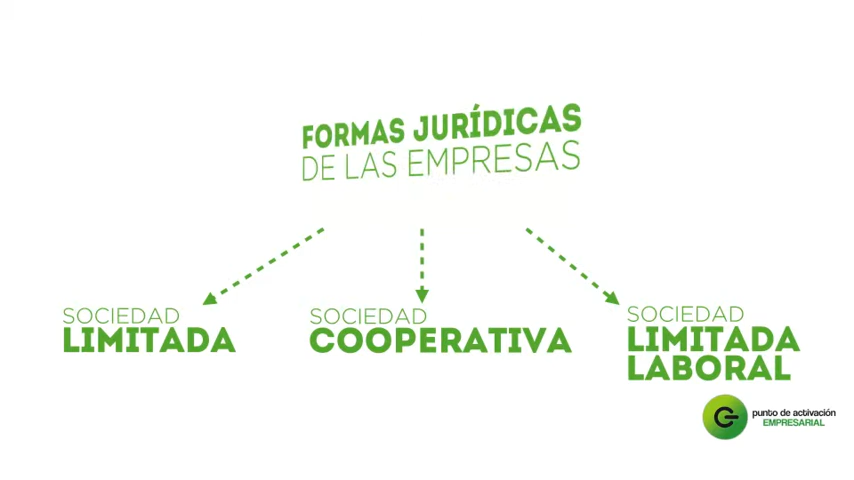 FORMAS JURÍDICAS
DE LAS EMPRESAS
SOCIEDAD
LIMITADA
SOCIEDAD
COOPERATIVA
SOCIEDAD
LIMITADA
LABORAL
punto de activación
EMPRESARIAL